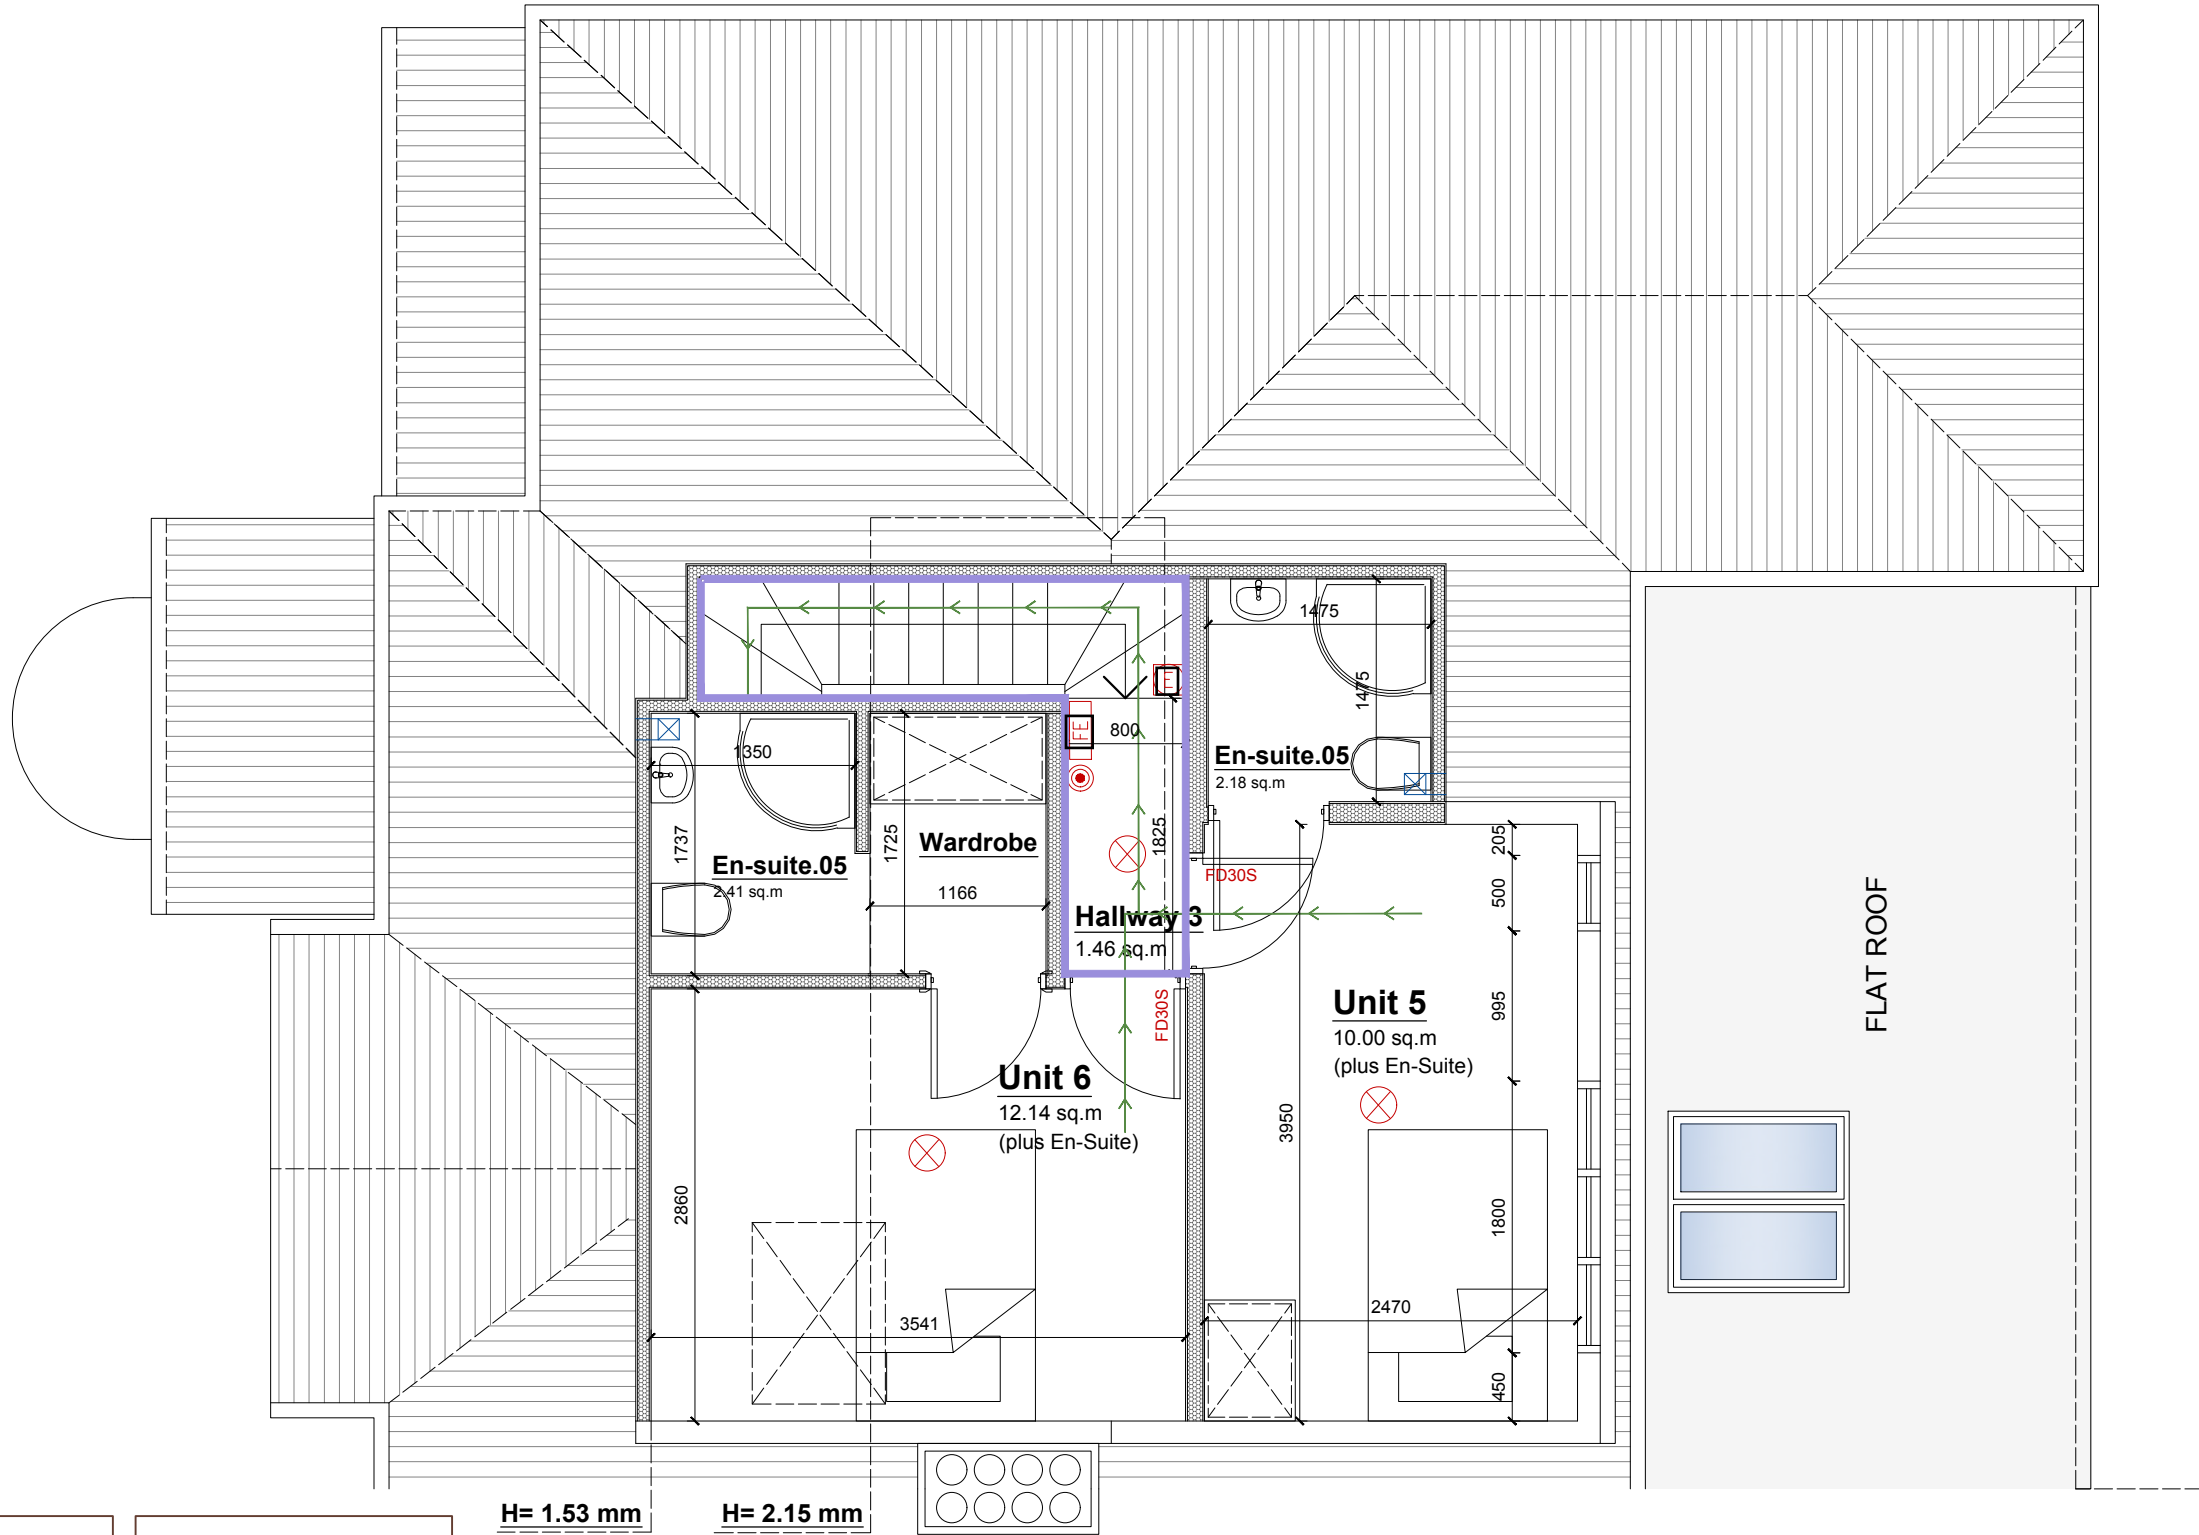 1475
1475
FE
800
En-suite.05
2.18 sq.m
1350
1737
1725
Wardrobe
1825
En-suite.05
2.41 sq.m
1166
FD30S
Hallway 3
1.46 sq.m
205
500
FLAT ROOF
995
FD30S
Unit 5
10.00 sq.m
(plus En-Suite)
Unit 6
12.14 sq.m
(plus En-Suite)
3950
2860
1800
3541
2470
450
H= 1.53 mm
H= 2.15 mm